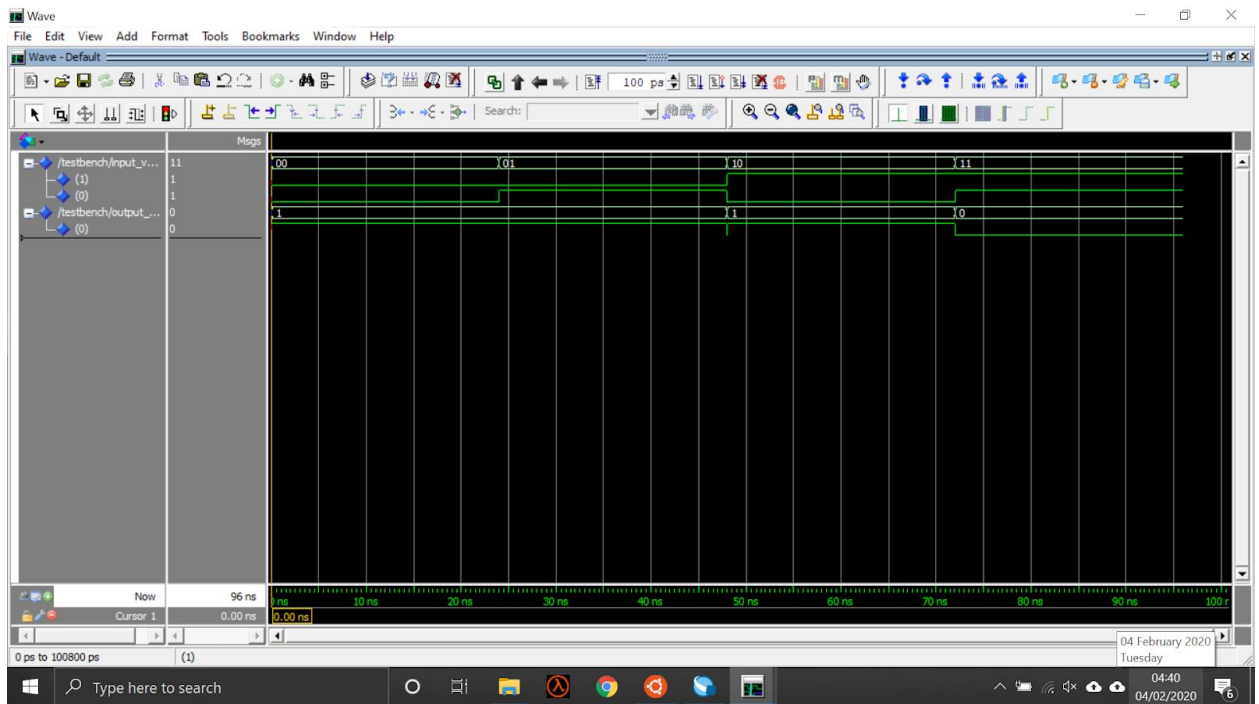 Wave
File Edit View Add Format Tools Bookmarks Window Help
Wave - Default
100 ps
Search:
Msgs
/testbench/input_v... 11 00 01 10 11
(1) 1
(0) 1
/testbench/output_... 0 1 1 0
(0) 0
Now 96 ns
0 ns 10 ns 20 ns 30 ns 40 ns 50 ns 60 ns 70 ns 80 ns 90 ns 100
Cursor 1 0.00 ns 0.00 ns
0 ps to 100800 ps (1)
04 February 2020
Tuesday
Type here to search
04:40
04/02/2020
6